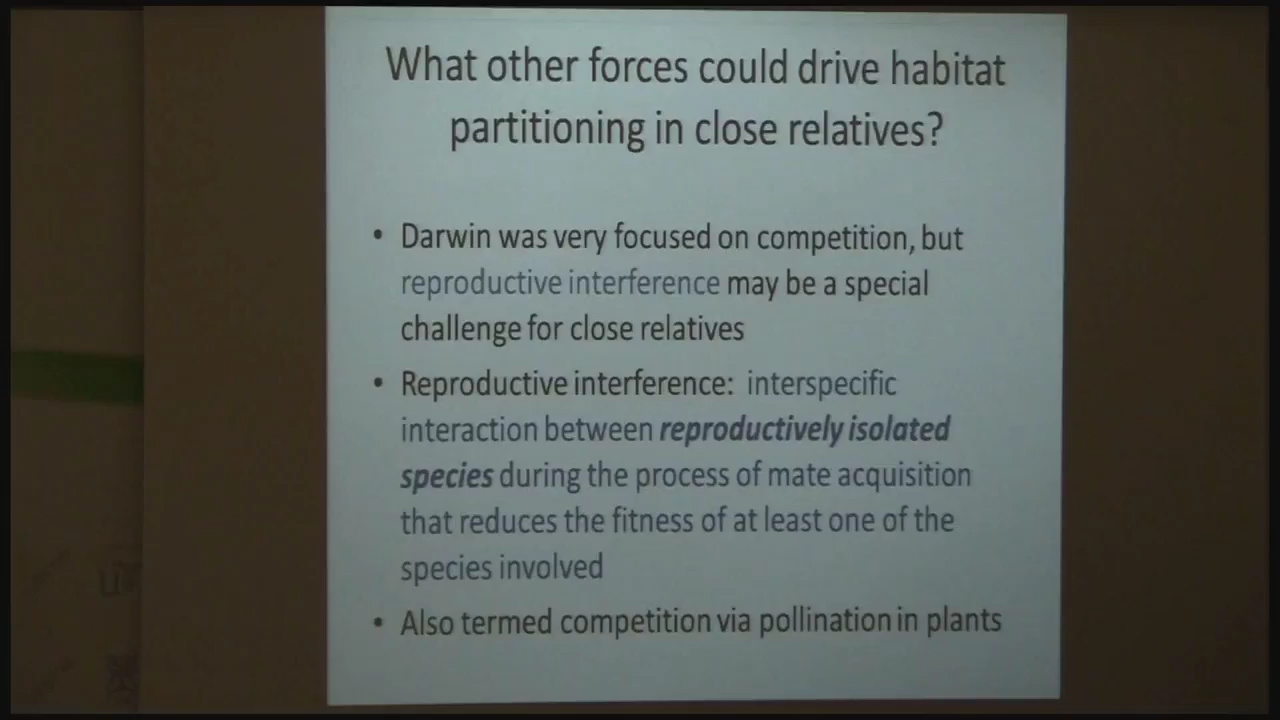 What other forces could drive habitat
partitioning in close relatives?
• Darwin was very focused on competition, but
reproductive interference may be a special
challenge for close relatives
• Reproductive interference: interspecific
interaction between reproductively isolated
species during the process of mate acquisition
that reduces the fitness of at least one of the
species involved
• Also termed competition via pollination in plants